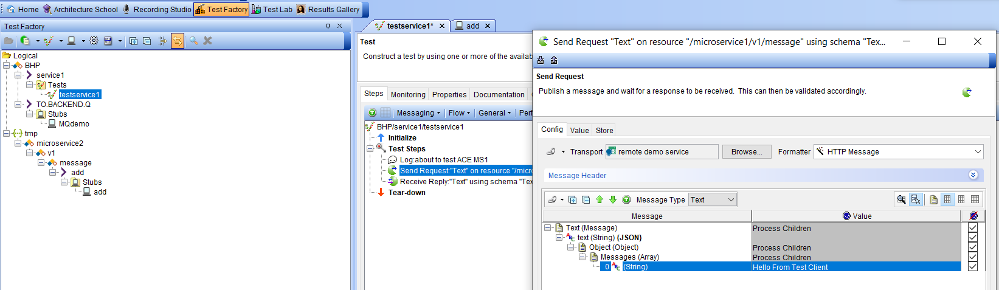 Home Architecture School Recording Studio Test Factory Test Lab Results Gallery
Test Factory
Logical
BHP
service1
Tests
testservice1
TO.BACKEND.Q
Stubs
MQdemo
tmp
microservice2
v1
message
add
Stubs
add
testservice1* add
Test
Construct a test by using one or more of the availab
Steps Monitoring Properties Documentation
Messaging Flow General Perf
BHP/service1/testservice1
Initialize
Test Steps
Log:about to test ACE MS1
Send Request:"Text" on resource "/micr
Receive Reply:"Text" using schema "Tex
Tear-down
Send Request "Text" on resource "/microservice1/v1/message" using schema "Tex...
Send Request
Publish a message and wait for a response to be received. This can then be validated accordingly.
Config Value Store
Transport remote demo service Browse... Formatter HTTP Message
Message Header
Message Type Text
Message Value
Text (Message) Process Children
text (String) {JSON}
Object (Object) Process Children
Messages (Array) Process Children
0 (String) Hello From Test Client